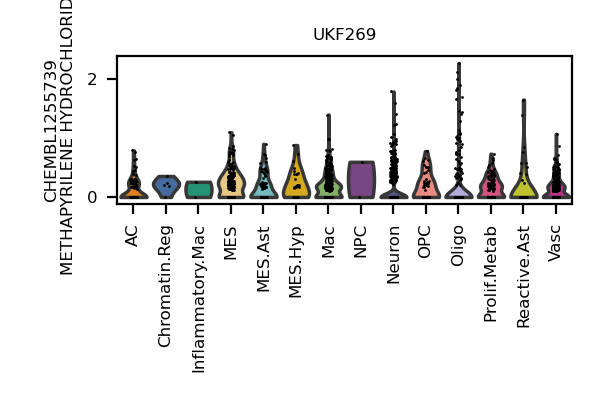 UKF269
CHEMBL1255739
METHAPYRILENE HYDROCHLORID
2
0
AC
Chromatin.Reg
Inflammatory.Mac
MES
MES.Ast
MES.Hyp
Mac
NPC
Neuron
OPC
Oligo
Prolif.Metab
Reactive.Ast
Vasc